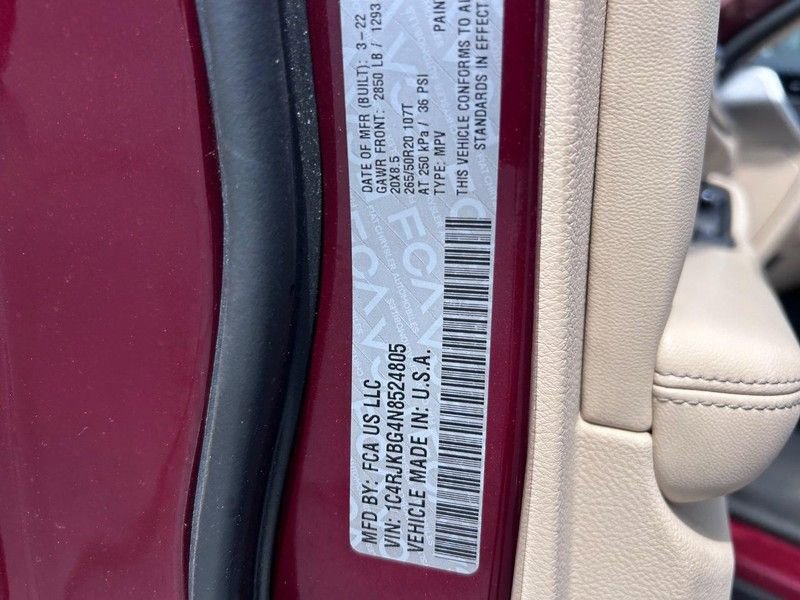 MFD BY: FCA US LLC
DATE OF MFR (BUILT): 3-22
GAWR FRONT: 2850 LB / 1293
20X8.5
265/50R20 107T
AT 250 kPa / 36 PSI
TYPE: MPV
PAIN
THIS VEHICLE CONFORMS TO AL
STANDARDS IN EFFECT
VIN: 1C4RJKBG4N8524805
VEHICLE MADE IN: U.S.A.
FCA